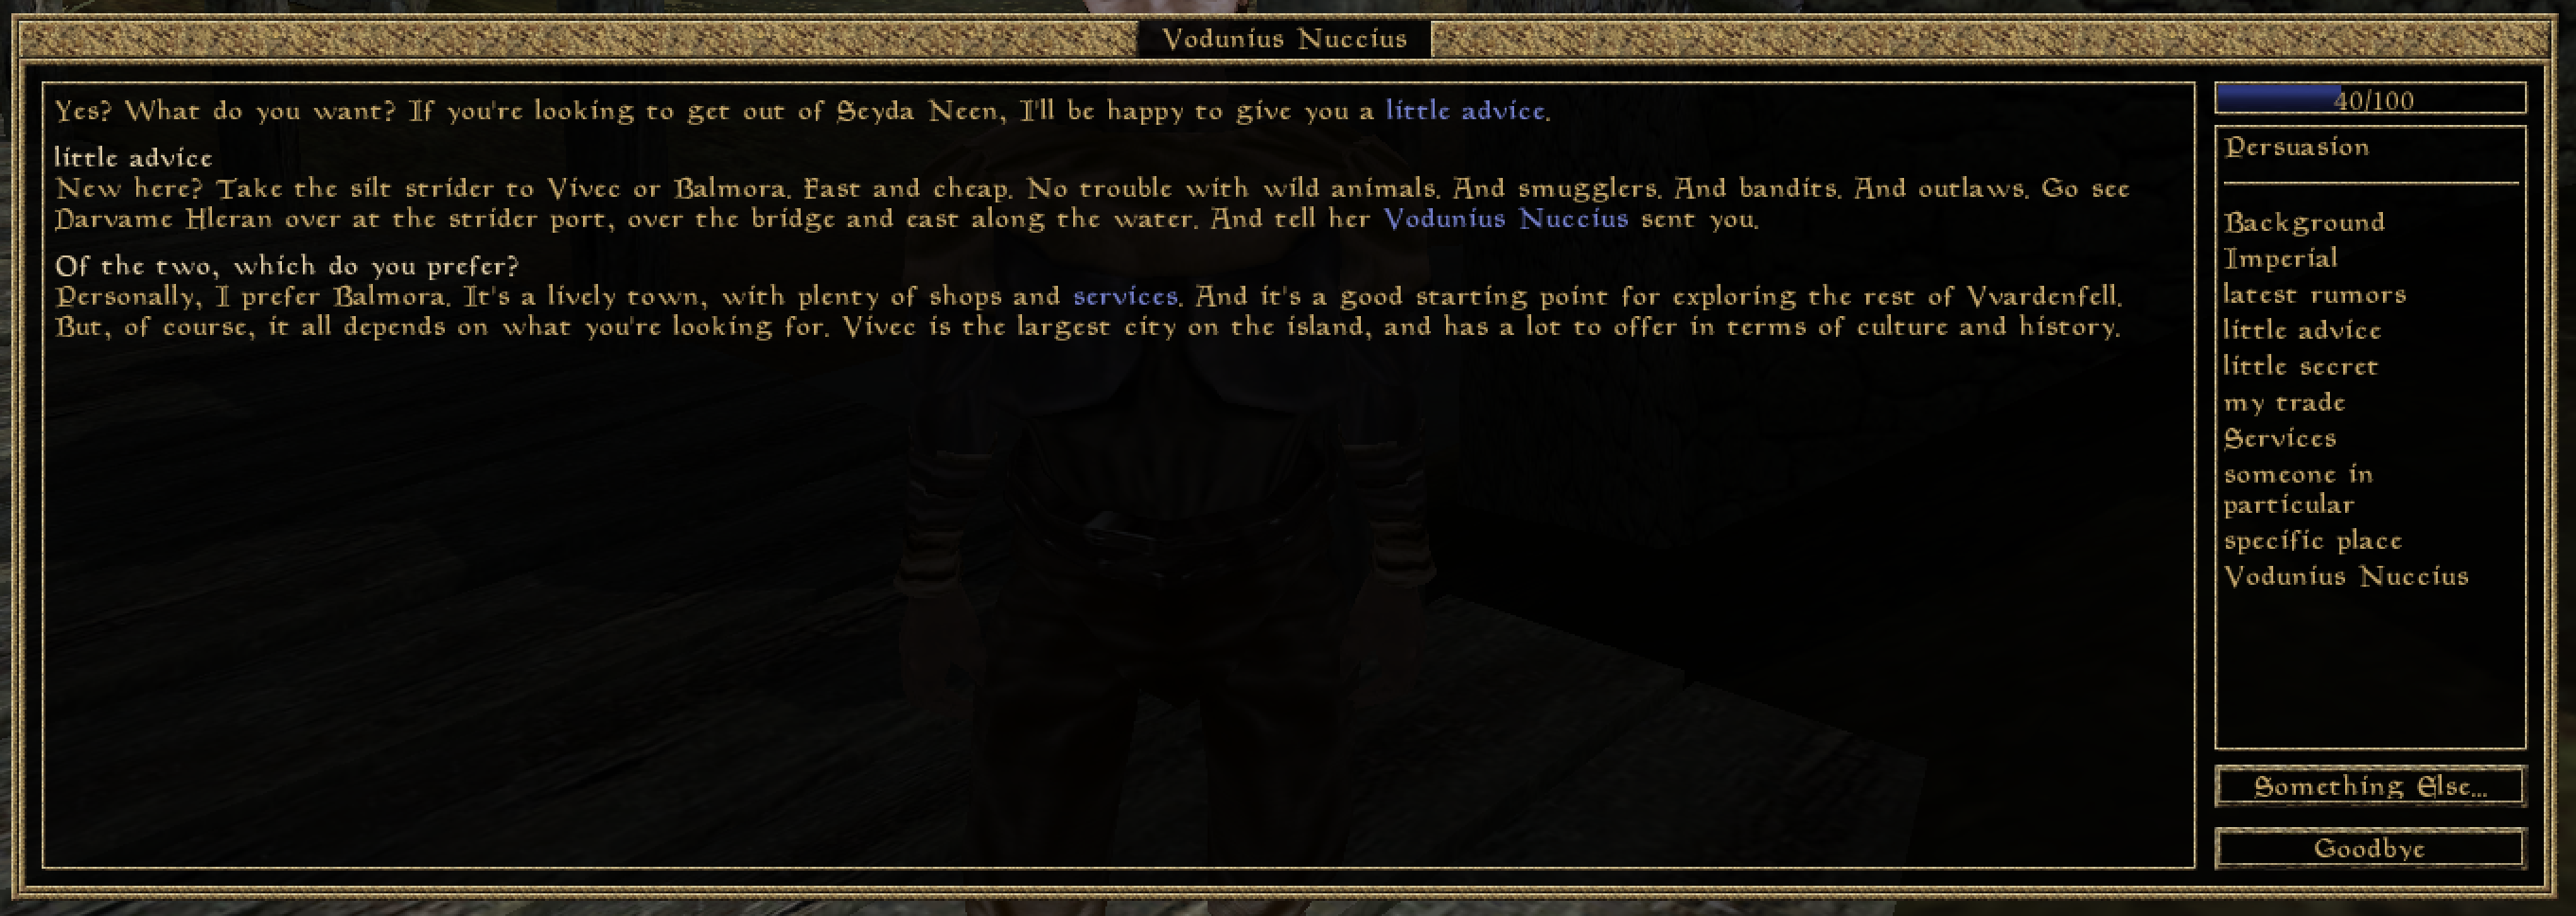 Vodunius Nuccius
Yes? What do you want? If you're looking to get out of Seyda Neen, I'll be happy to give you a little advice.
little advice
New here? Take the silt strider to Vivec or Balmora. Fast and cheap. No trouble with wild animals. And smugglers. And bandits. And outlaws. Go see
Darvame Hleran over at the strider port, over the bridge and east along the water. And tell her Vodunius Nuccius sent you.
Of the two, which do you prefer?
Personally, I prefer Balmora. It's a lively town, with plenty of shops and services. And it's a good starting point for exploring the rest of Vvardenfell.
But, of course, it all depends on what you're looking for. Vivec is the largest city on the island, and has a lot to offer in terms of culture and history.
40/100
Persuasion
Background
Imperial
latest rumors
little advice
little secret
my trade
Services
someone in
particular
specific place
Vodunius Nuccius
Something Else...
Goodbye